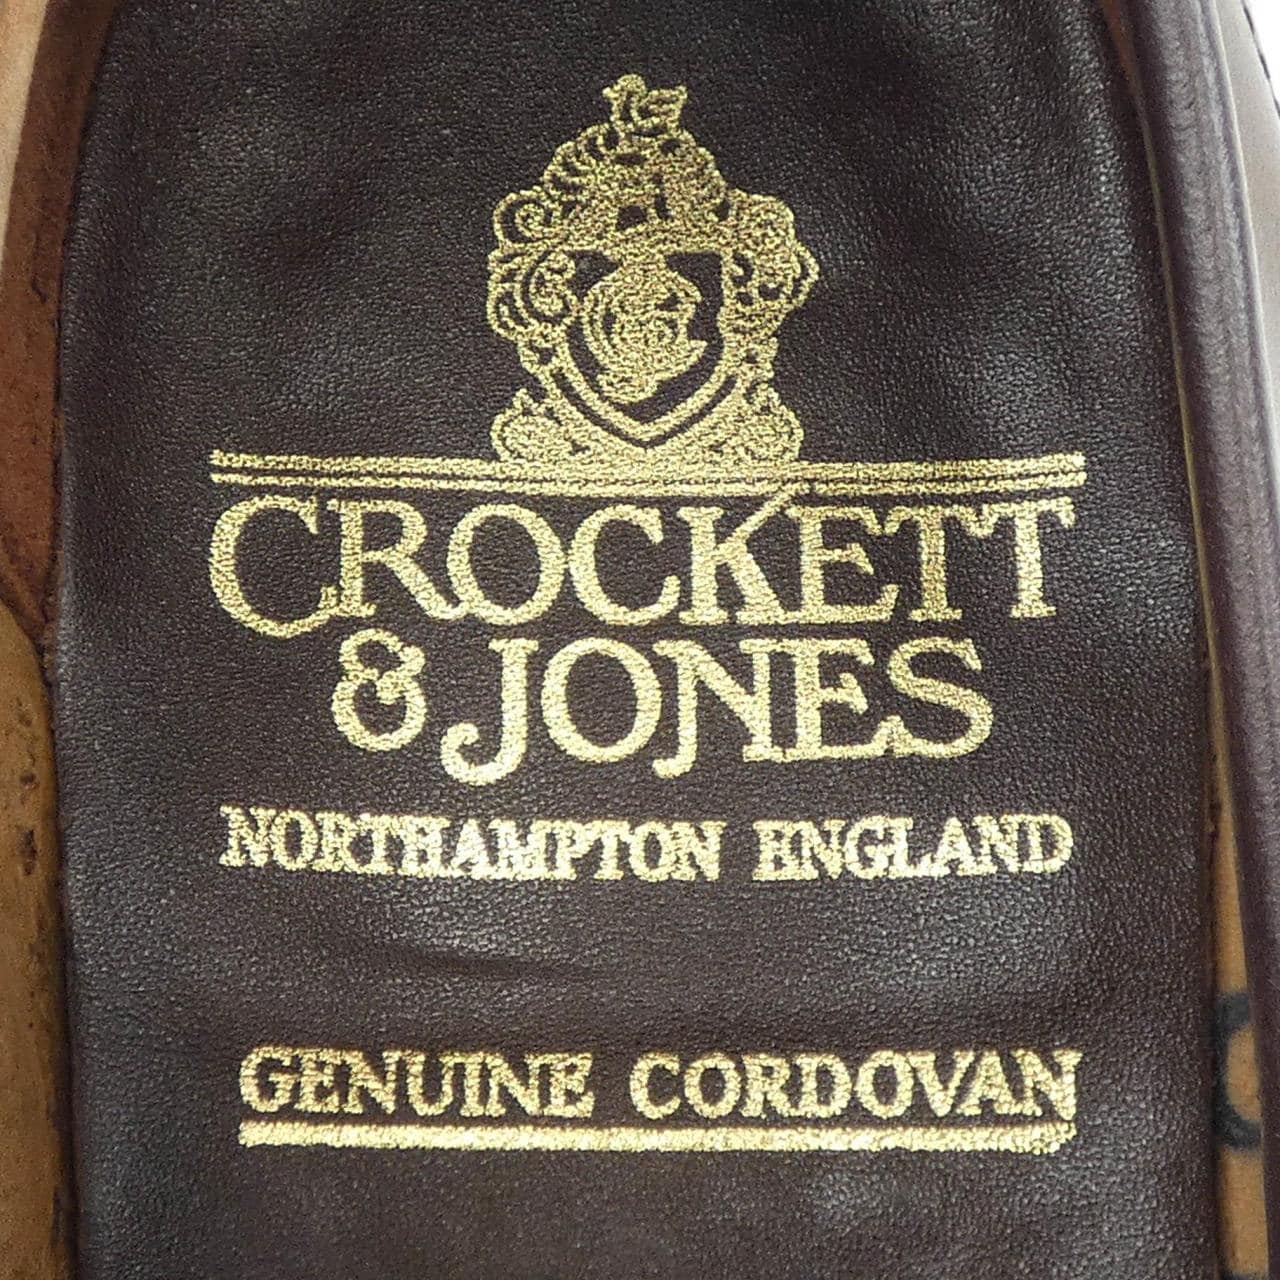 CROCKETT
& JONES
NORTHAMPTON ENGLAND
GENUINE CORDOVAN